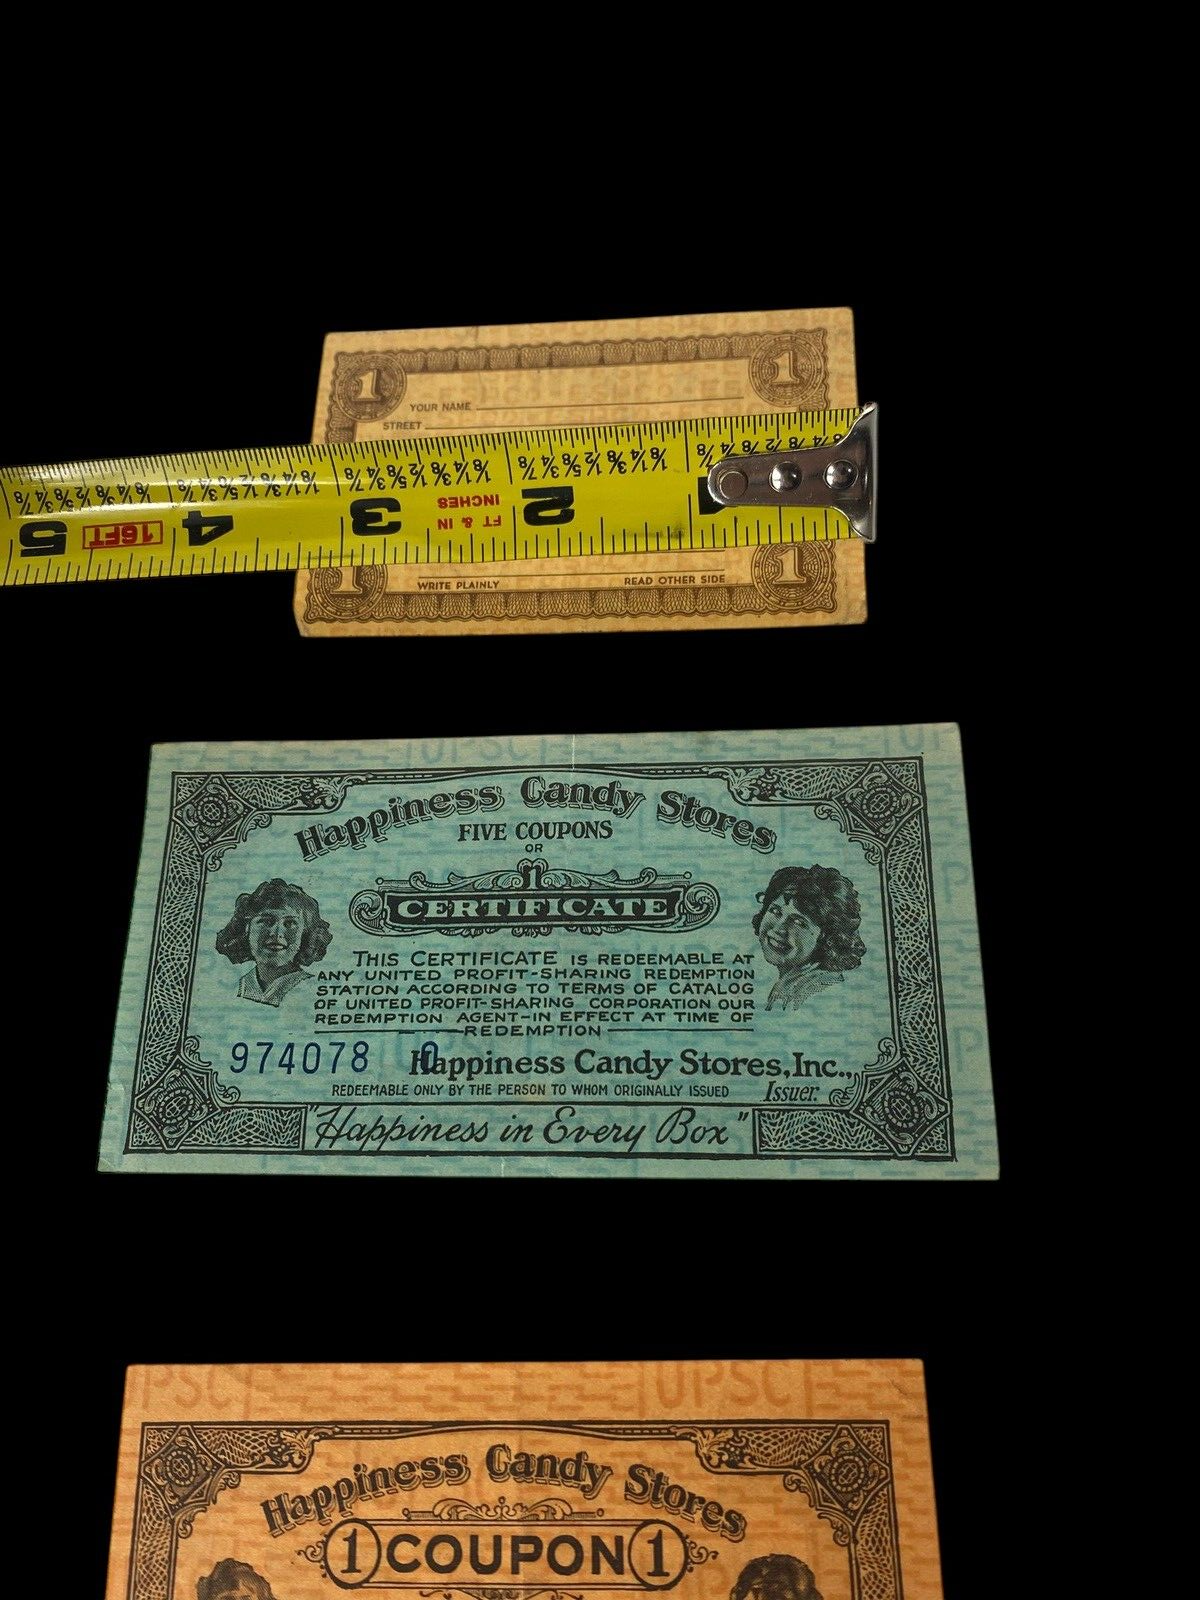 1 1
YOUR NAME
STREET
5 16FT 4 3 FT & IN INCHES 2 1
1 1
WRITE PLAINLY READ OTHER SIDE
UPSC
Happiness Candy Stores
FIVE COUPONS
OR
1
CERTIFICATE
THIS CERTIFICATE IS REDEEMABLE AT
ANY UNITED PROFIT-SHARING REDEMPTION
STATION ACCORDING TO TERMS OF CATALOG
OF UNITED PROFIT-SHARING CORPORATION OUR
REDEMPTION AGENT-IN EFFECT AT TIME OF
REDEMPTION
974078 0
Happiness Candy Stores, Inc.,
REDEEMABLE ONLY BY THE PERSON TO WHOM ORIGINALLY ISSUED Issuer.
"Happiness in Every Box"
UPSC
Happiness Candy Stores
1 COUPON 1